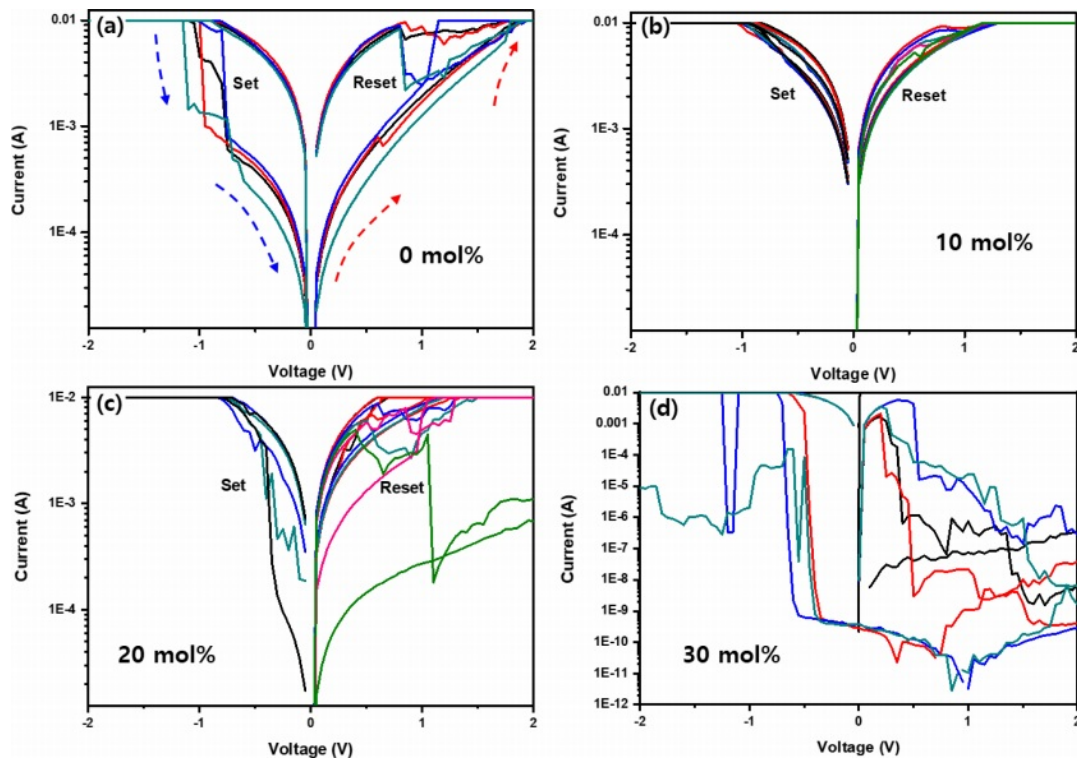 (a)
0.01
1E-3
1E-4
Current (A)
Set
Reset
0 mol%
-2
-1
0
1
2
Voltage (V)
(b)
0.01
1E-3
1E-4
Current (A)
Set
Reset
10 mol%
-2
-1
0
1
2
Voltage (V)
(c)
1E-2
1E-3
1E-4
Current (A)
Set
Reset
20 mol%
-2
-1
0
1
2
Voltage (V)
(d)
0.01
0.001
1E-4
1E-5
1E-6
1E-7
1E-8
1E-9
1E-10
1E-11
1E-12
Current (A)
30 mol%
-2
-1
0
1
2
Voltage (V)